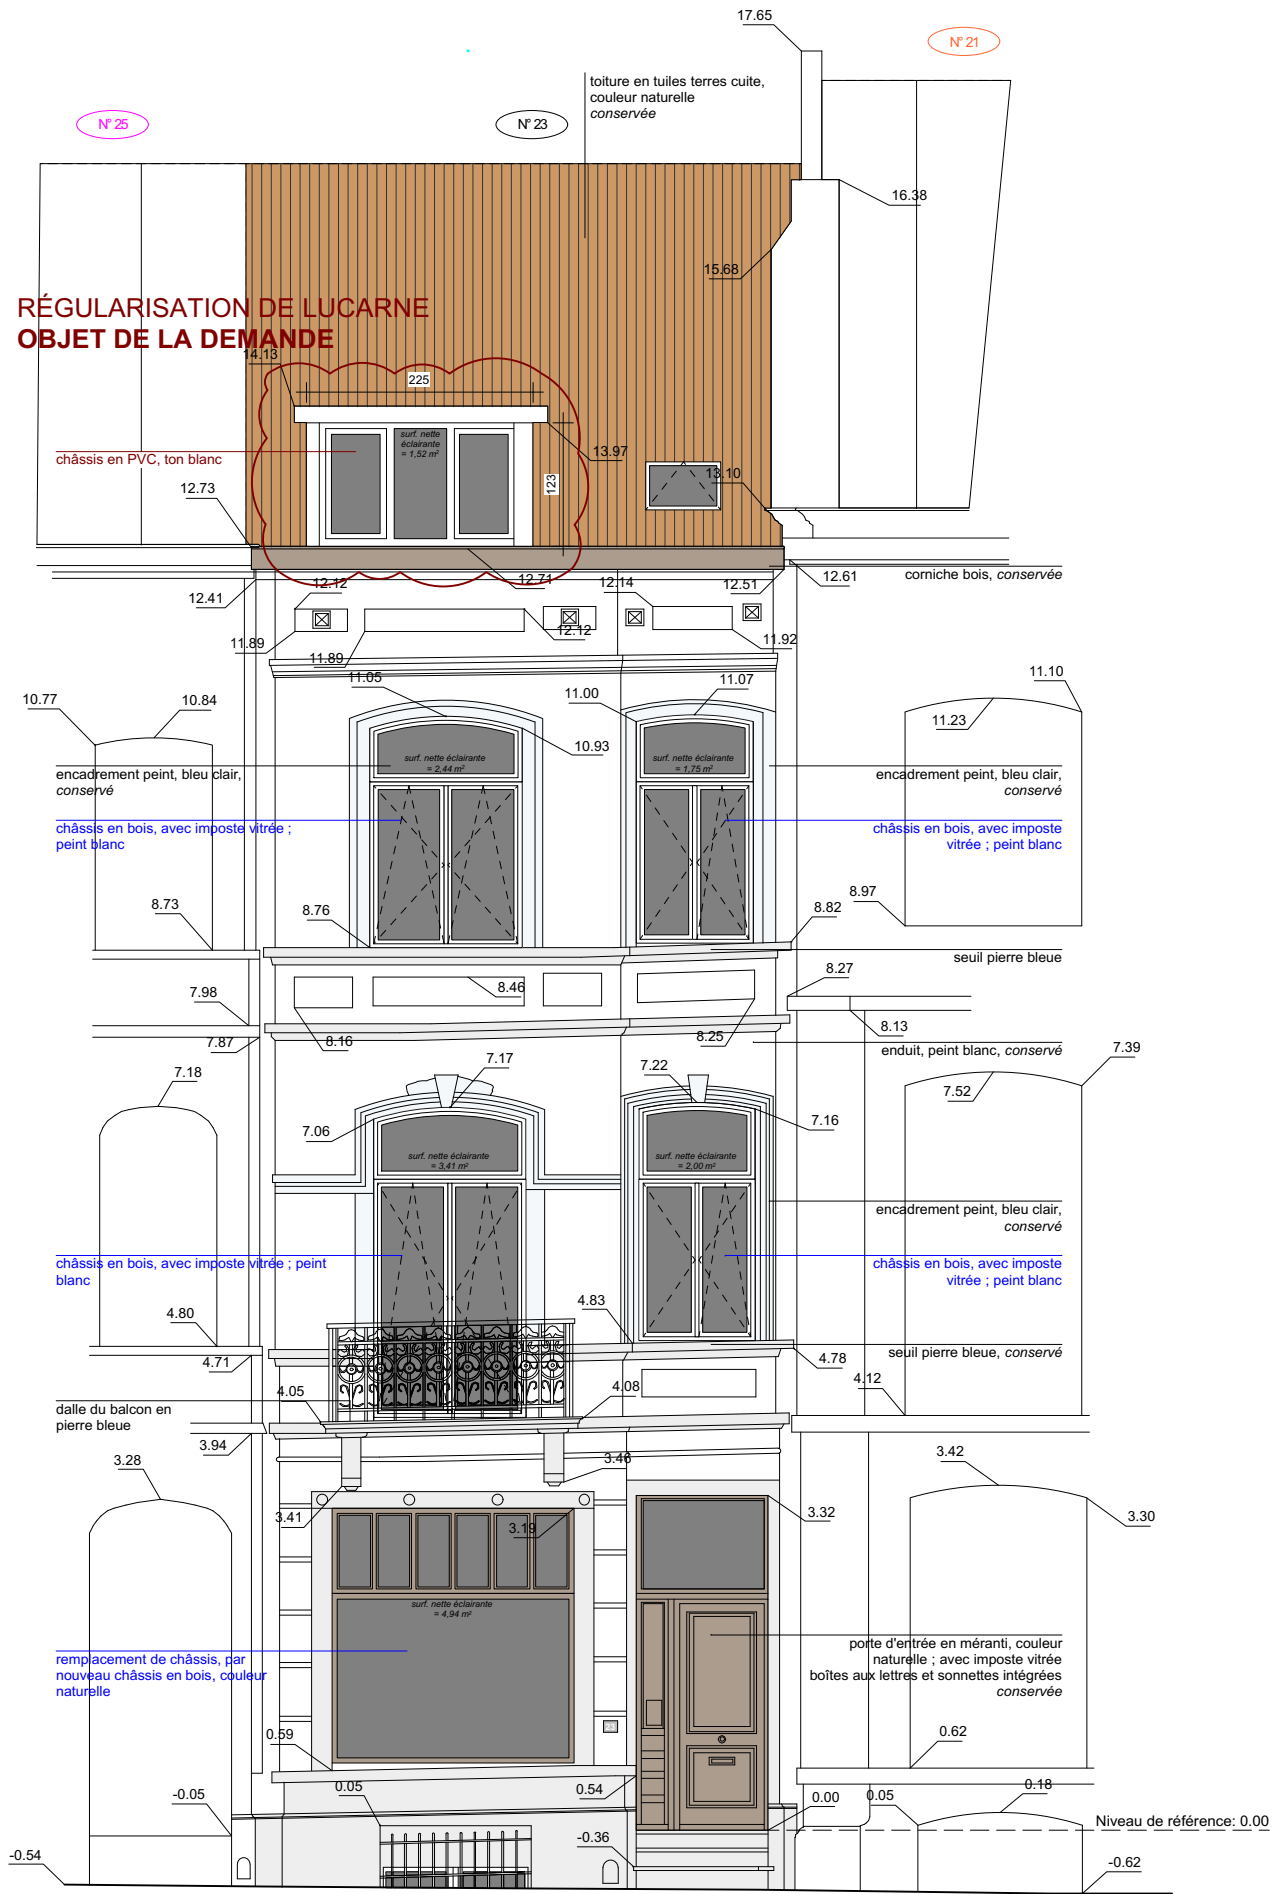 17.65
N° 21
toiture en tuiles terres cuite,
couleur naturelle
conservée
N° 25
N° 23
16.38
15.68
RÉGULARISATION DE LUCARNE
OBJET DE LA DEMANDE
14.13
225
surf. nette
éclairante
= 1,52 m²
châssis en PVC, ton blanc
13.97
123
13.10
12.73
12.71
12.61
corniche bois, conservée
12.51
12.41
12.12
12.14
11.89
12.12
11.92
11.89
11.05
11.00
11.07
11.10
10.77
10.84
11.23
10.93
surf. nette éclairante
= 2,44 m²
surf. nette éclairante
= 1,75 m²
encadrement peint, bleu clair,
conservé
encadrement peint, bleu clair,
conservé
châssis en bois, avec imposte vitrée ;
peint blanc
châssis en bois, avec imposte
vitrée ; peint blanc
8.73
8.76
8.82
8.97
seuil pierre bleue
8.27
7.98
8.46
8.13
7.87
8.16
8.25
enduit, peint blanc, conservé
7.39
7.18
7.17
7.22
7.52
7.06
7.16
surf. nette éclairante
= 3,41 m²
surf. nette éclairante
= 2,00 m²
encadrement peint, bleu clair,
conservé
châssis en bois, avec imposte vitrée ; peint
blanc
châssis en bois, avec imposte
vitrée ; peint blanc
4.80
4.83
4.71
4.78
seuil pierre bleue, conservé
4.12
4.05
4.08
dalle du balcon en
pierre bleue
3.94
3.28
3.46
3.42
3.41
3.19
3.32
3.30
surf. nette éclairante
= 4,94 m²
remplacement de châssis, par
nouveau châssis en bois, couleur
naturelle
porte d'entrée en méranti, couleur
naturelle ; avec imposte vitrée
boîtes aux lettres et sonnettes intégrées
conservée
23
0.59
0.62
0.05
0.54
-0.05
0.00
0.05
0.18
Niveau de référence: 0.00
-0.36
-0.54
-0.62